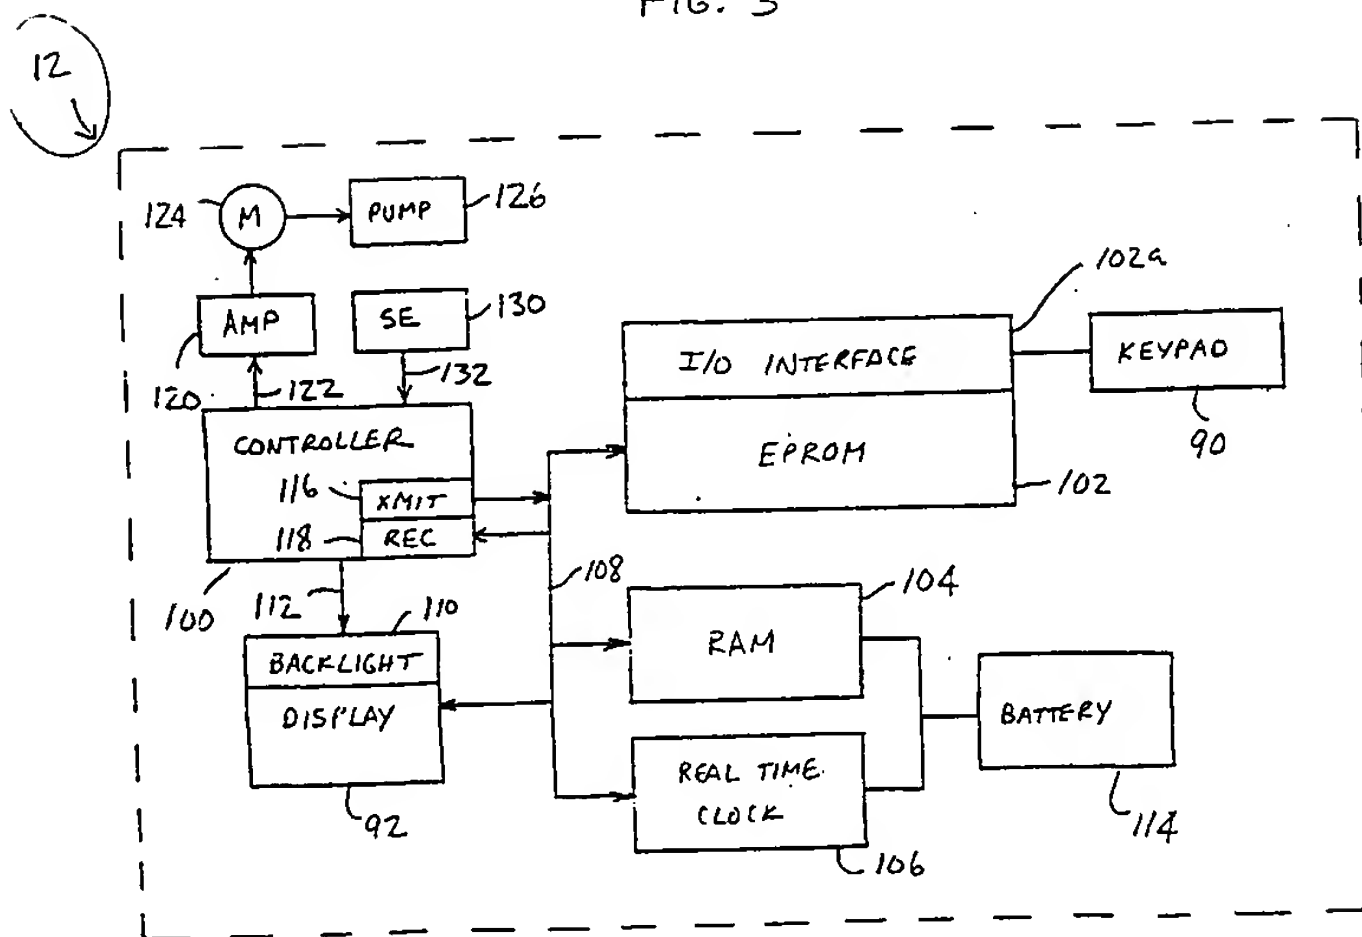 FIG. 3
12
124
M
PUMP
126
AMP
SE
130
120
122
132
102a
I/O INTERFACE
KEYPAD
90
EPROM
102
CONTROLLER
116
XMIT
118
REC
100
112
110
108
BACKLIGHT
DISPLAY
92
104
RAM
BATTERY
114
REAL TIME
CLOCK
106